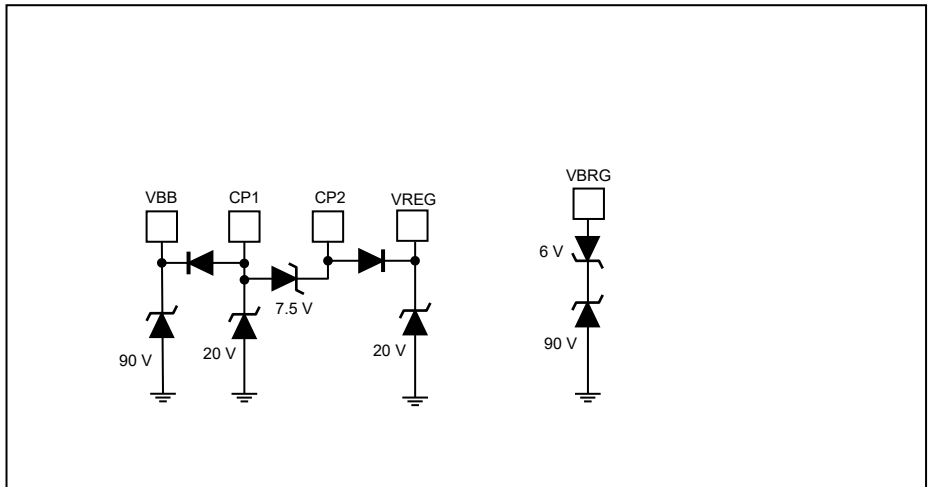 VBB
CP1
CP2
VREG
VBRG
6 V
7.5 V
90 V
20 V
20 V
90 V